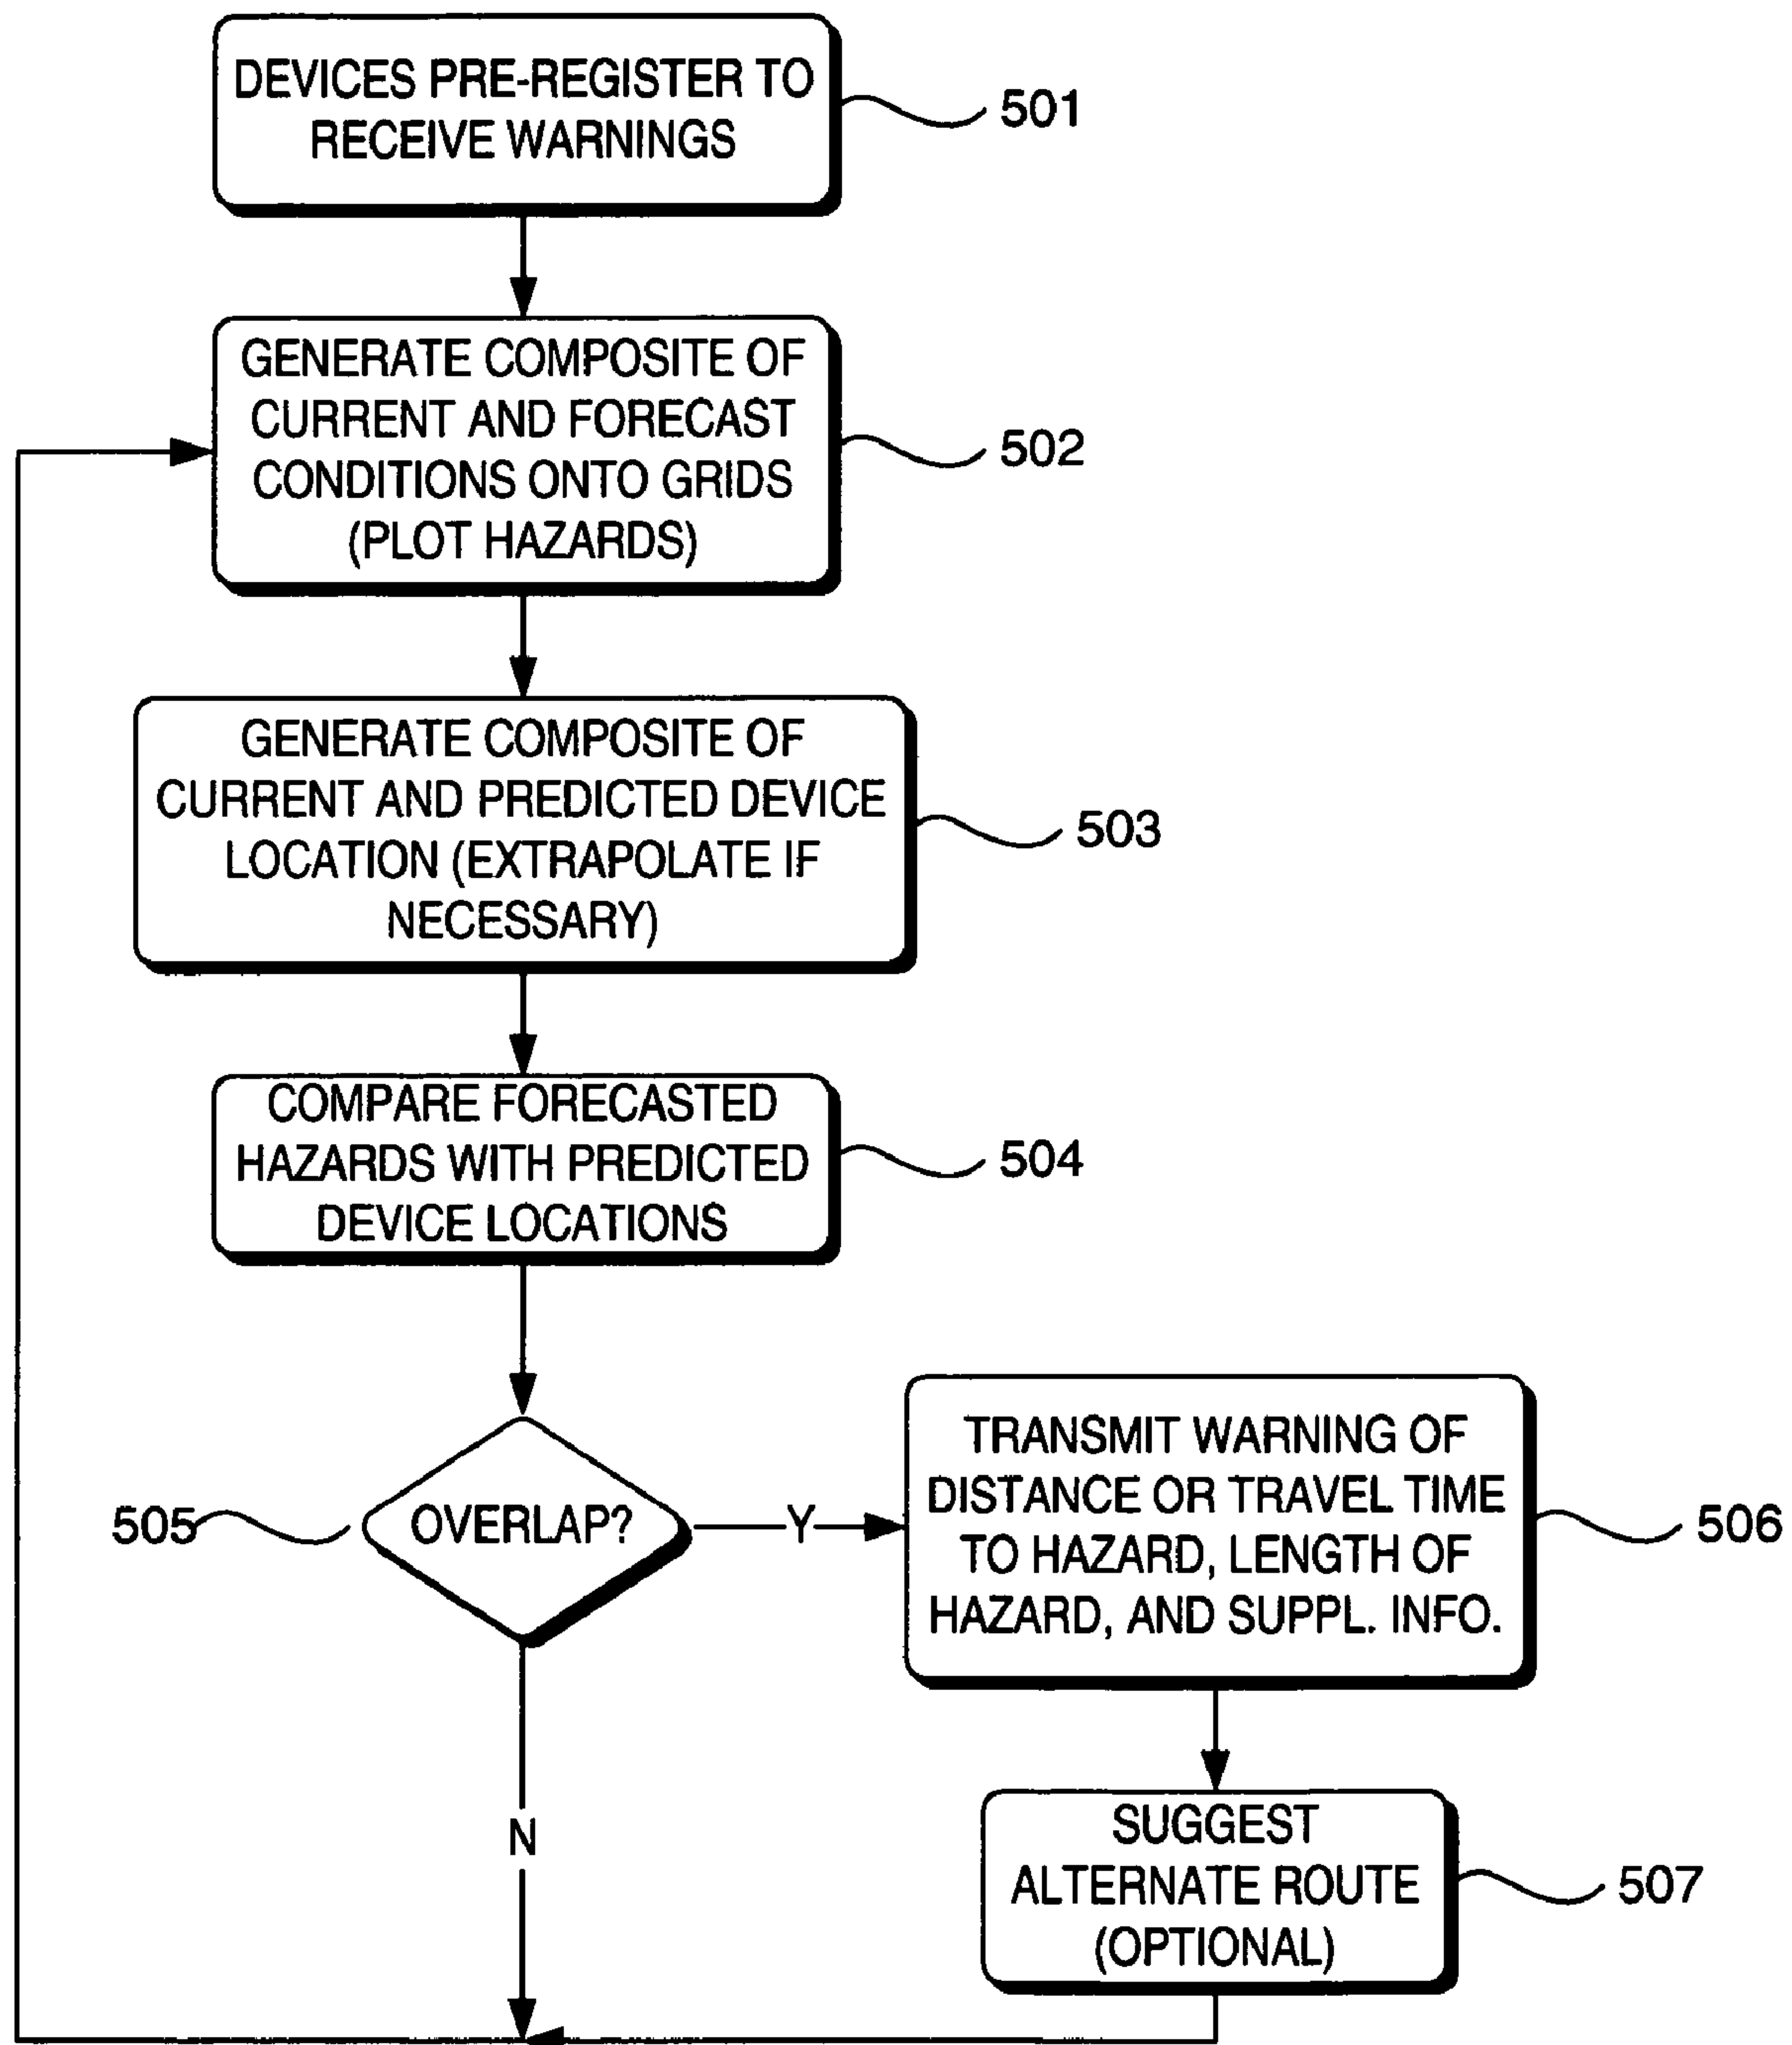 DEVICES PRE-REGISTER TO
RECEIVE WARNINGS
501
GENERATE COMPOSITE OF
CURRENT AND FORECAST
CONDITIONS ONTO GRIDS
(PLOT HAZARDS)
502
GENERATE COMPOSITE OF
CURRENT AND PREDICTED DEVICE
LOCATION (EXTRAPOLATE IF
NECESSARY)
503
COMPARE FORECASTED
HAZARDS WITH PREDICTED
DEVICE LOCATIONS
504
505
OVERLAP?
Y
TRANSMIT WARNING OF
DISTANCE OR TRAVEL TIME
TO HAZARD, LENGTH OF
HAZARD, AND SUPPL. INFO.
506
N
SUGGEST
ALTERNATE ROUTE
(OPTIONAL)
507